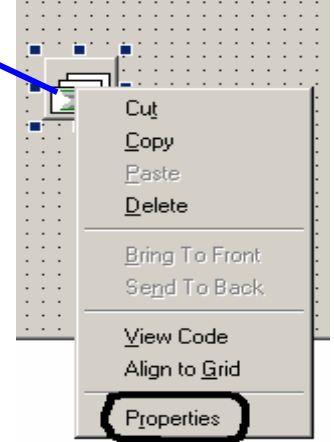 Cut
Copy
Paste
Delete
Bring To Front
Send To Back
View Code
Align to Grid
Properties